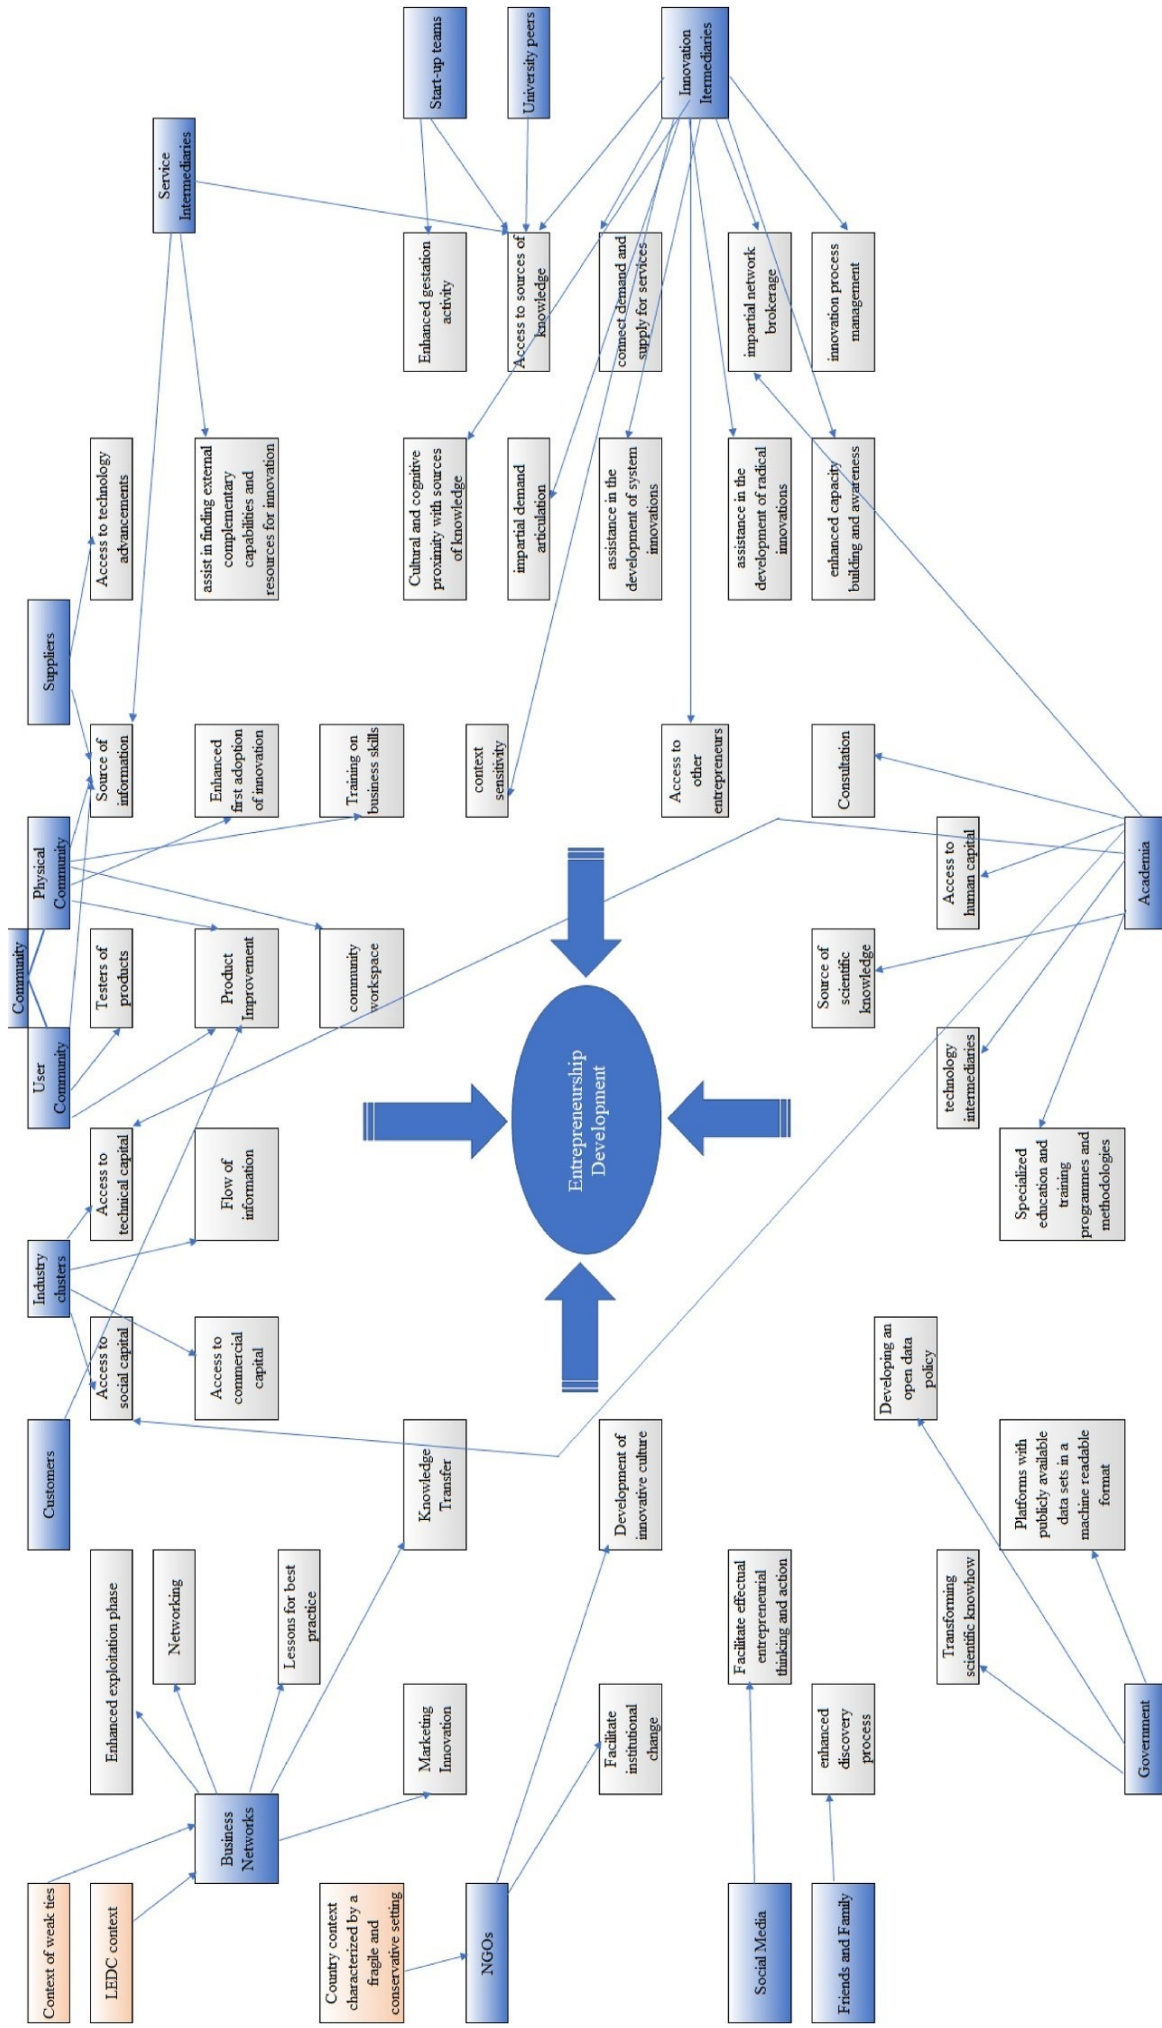 Community
Context of weak ties
Customers
Industry
clusters
User
Community
Physical
Community
Suppliers
LEDC context
Enhanced exploitation phase
Access to
social capital
Access to
technical capital
Testers of
products
Source of
information
Access to technology
advancements
Networking
Service
Intermediaries
Business
Networks
Access to
commercial
capital
Flow of
information
Product
Improvement
Enhanced
first adoption
of innovation
assist in finding external
complementary
capabilities and
resources for innovation
Lessons for best
practice
Country context
characterized by a
fragile and
conservative setting
community
workspace
Training on
business skills
Marketing
Innovation
Knowledge
Transfer
Cultural and cognitive
proximity with sources
of knowledge
Enhanced gestation
activity
Start-up teams
NGOs
context
sensitivity
impartial demand
articulation
Access to sources of
knowledge
University peers
Entrepreneurship
Development
Facilitate
institutional
change
Development of
innovative culture
assistance in the
development of system
innovations
connect demand and
supply for services
Access to
other
entrepreneurs
Innovation
Itermediaries
Social Media
Facilitate effectual
entrepreneurial
thinking and action
assistance in the
development of radical
innovations
impartial network
brokerage
Friends and Family
enhanced
discovery
process
Source of
scientific
knowledge
Consultation
enhanced capacity
building and awareness
innovation process
management
Developing an
open data
policy
Transforming
scientific knowhow
technology
intermediaries
Access to
human capital
Platforms with
publicly available
data sets in a
machine readable
format
Specialized
education and
training
programmes and
methodologies
Government
Academia